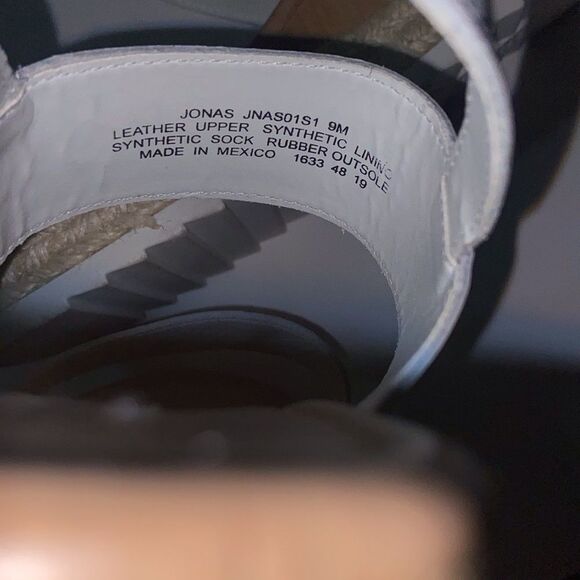 JONAS JNAS01S1 9M
LEATHER UPPER SYNTHETIC LINING
SYNTHETIC SOCK RUBBER OUTSOLE
MADE IN MEXICO 1633 48 19